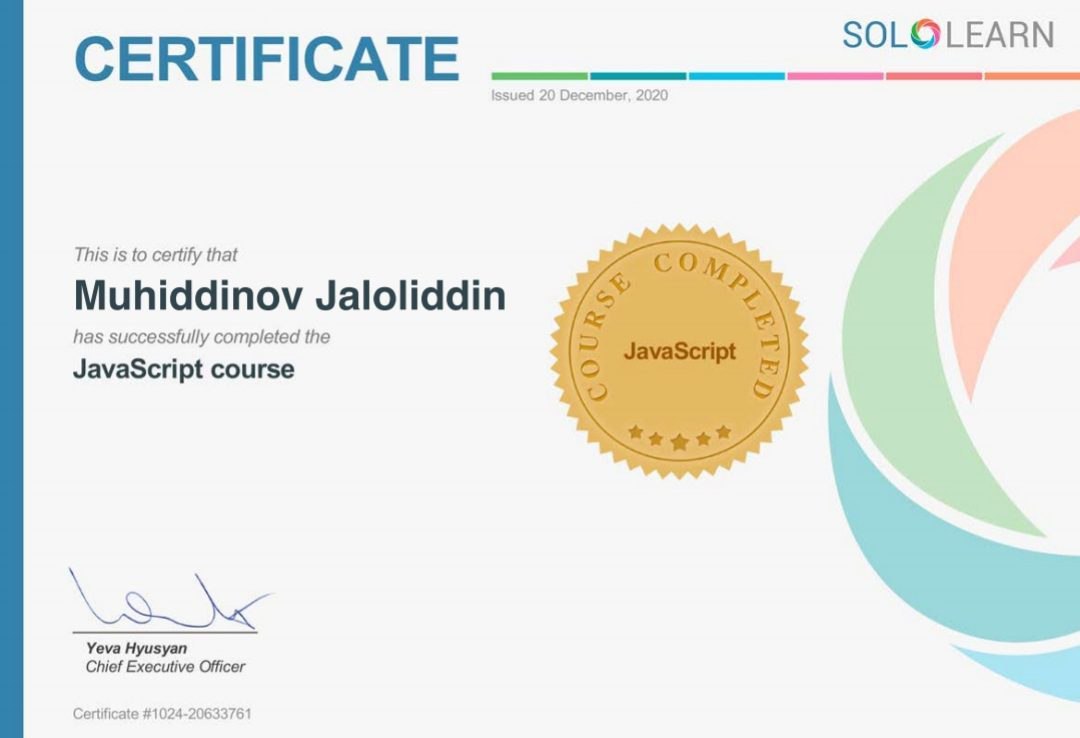 CERTIFICATE
SOLOLEARN
Issued 20 December, 2020
This is to certify that
Muhiddinov Jaloliddin
has successfully completed the
JavaScript course
COURSE COMPLETED
JavaScript
Yeva Hyusyan
Chief Executive Officer
Certificate #1024-20633761